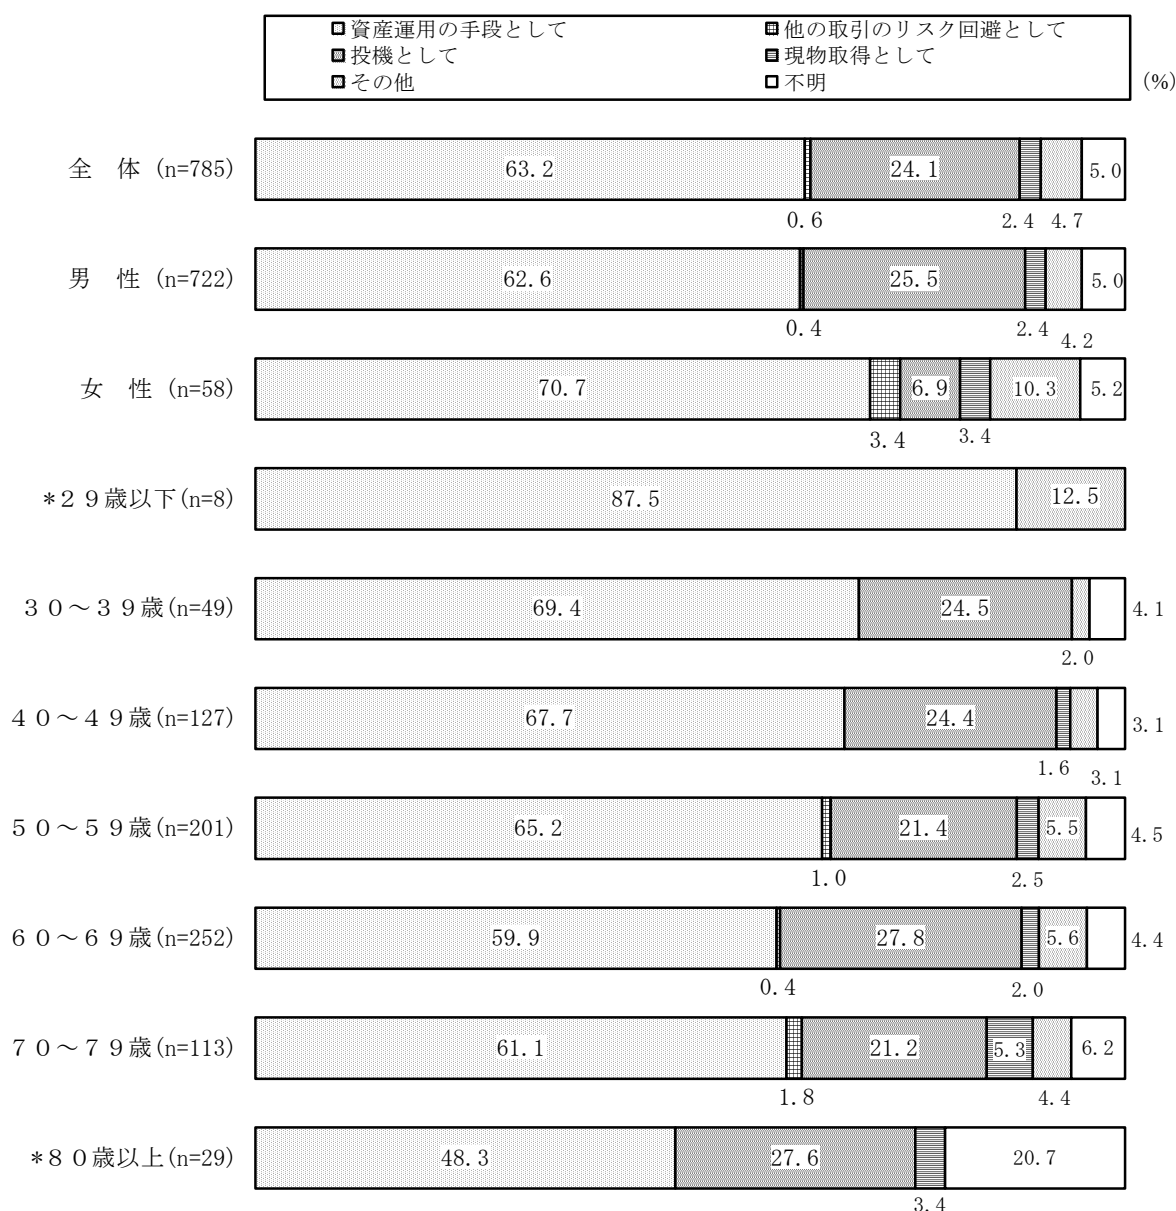 資産運用の手段として 他の取引のリスク回避として
投機として 現物取得として
その他 不明
(%)
全 体 (n=785) 63.2 24.1 5.0
0.6 2.4 4.7
男 性 (n=722) 62.6 25.5 5.0
0.4 2.4 4.2
女 性 (n=58) 70.7 6.9 10.3 5.2
3.4 3.4
*29歳以下(n=8) 87.5 12.5
30～39歳(n=49) 69.4 24.5 4.1
2.0
40～49歳(n=127) 67.7 24.4 3.1
1.6 3.1
50～59歳(n=201) 65.2 21.4 5.5 4.5
1.0 2.5
60～69歳(n=252) 59.9 27.8 5.6 4.4
0.4 2.0
70～79歳(n=113) 61.1 21.2 5.3 6.2
1.8 4.4
*80歳以上(n=29) 48.3 27.6 20.7
3.4